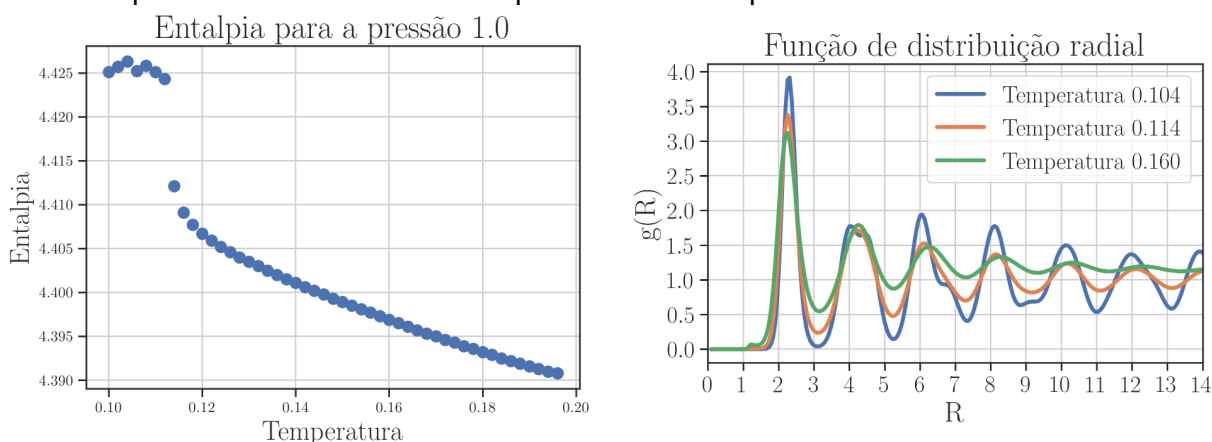 Entalpia para a pressão 1.0
4.425
4.420
4.415
4.410
4.405
4.400
4.395
4.390
Entalpia
0.10 0.12 0.14 0.16 0.18 0.20
Temperatura
Função de distribuição radial
4.0
3.5
3.0
2.5
2.0
1.5
1.0
0.5
0.0
g(R)
Temperatura 0.104
Temperatura 0.114
Temperatura 0.160
0 1 2 3 4 5 6 7 8 9 10 11 12 13 14
R